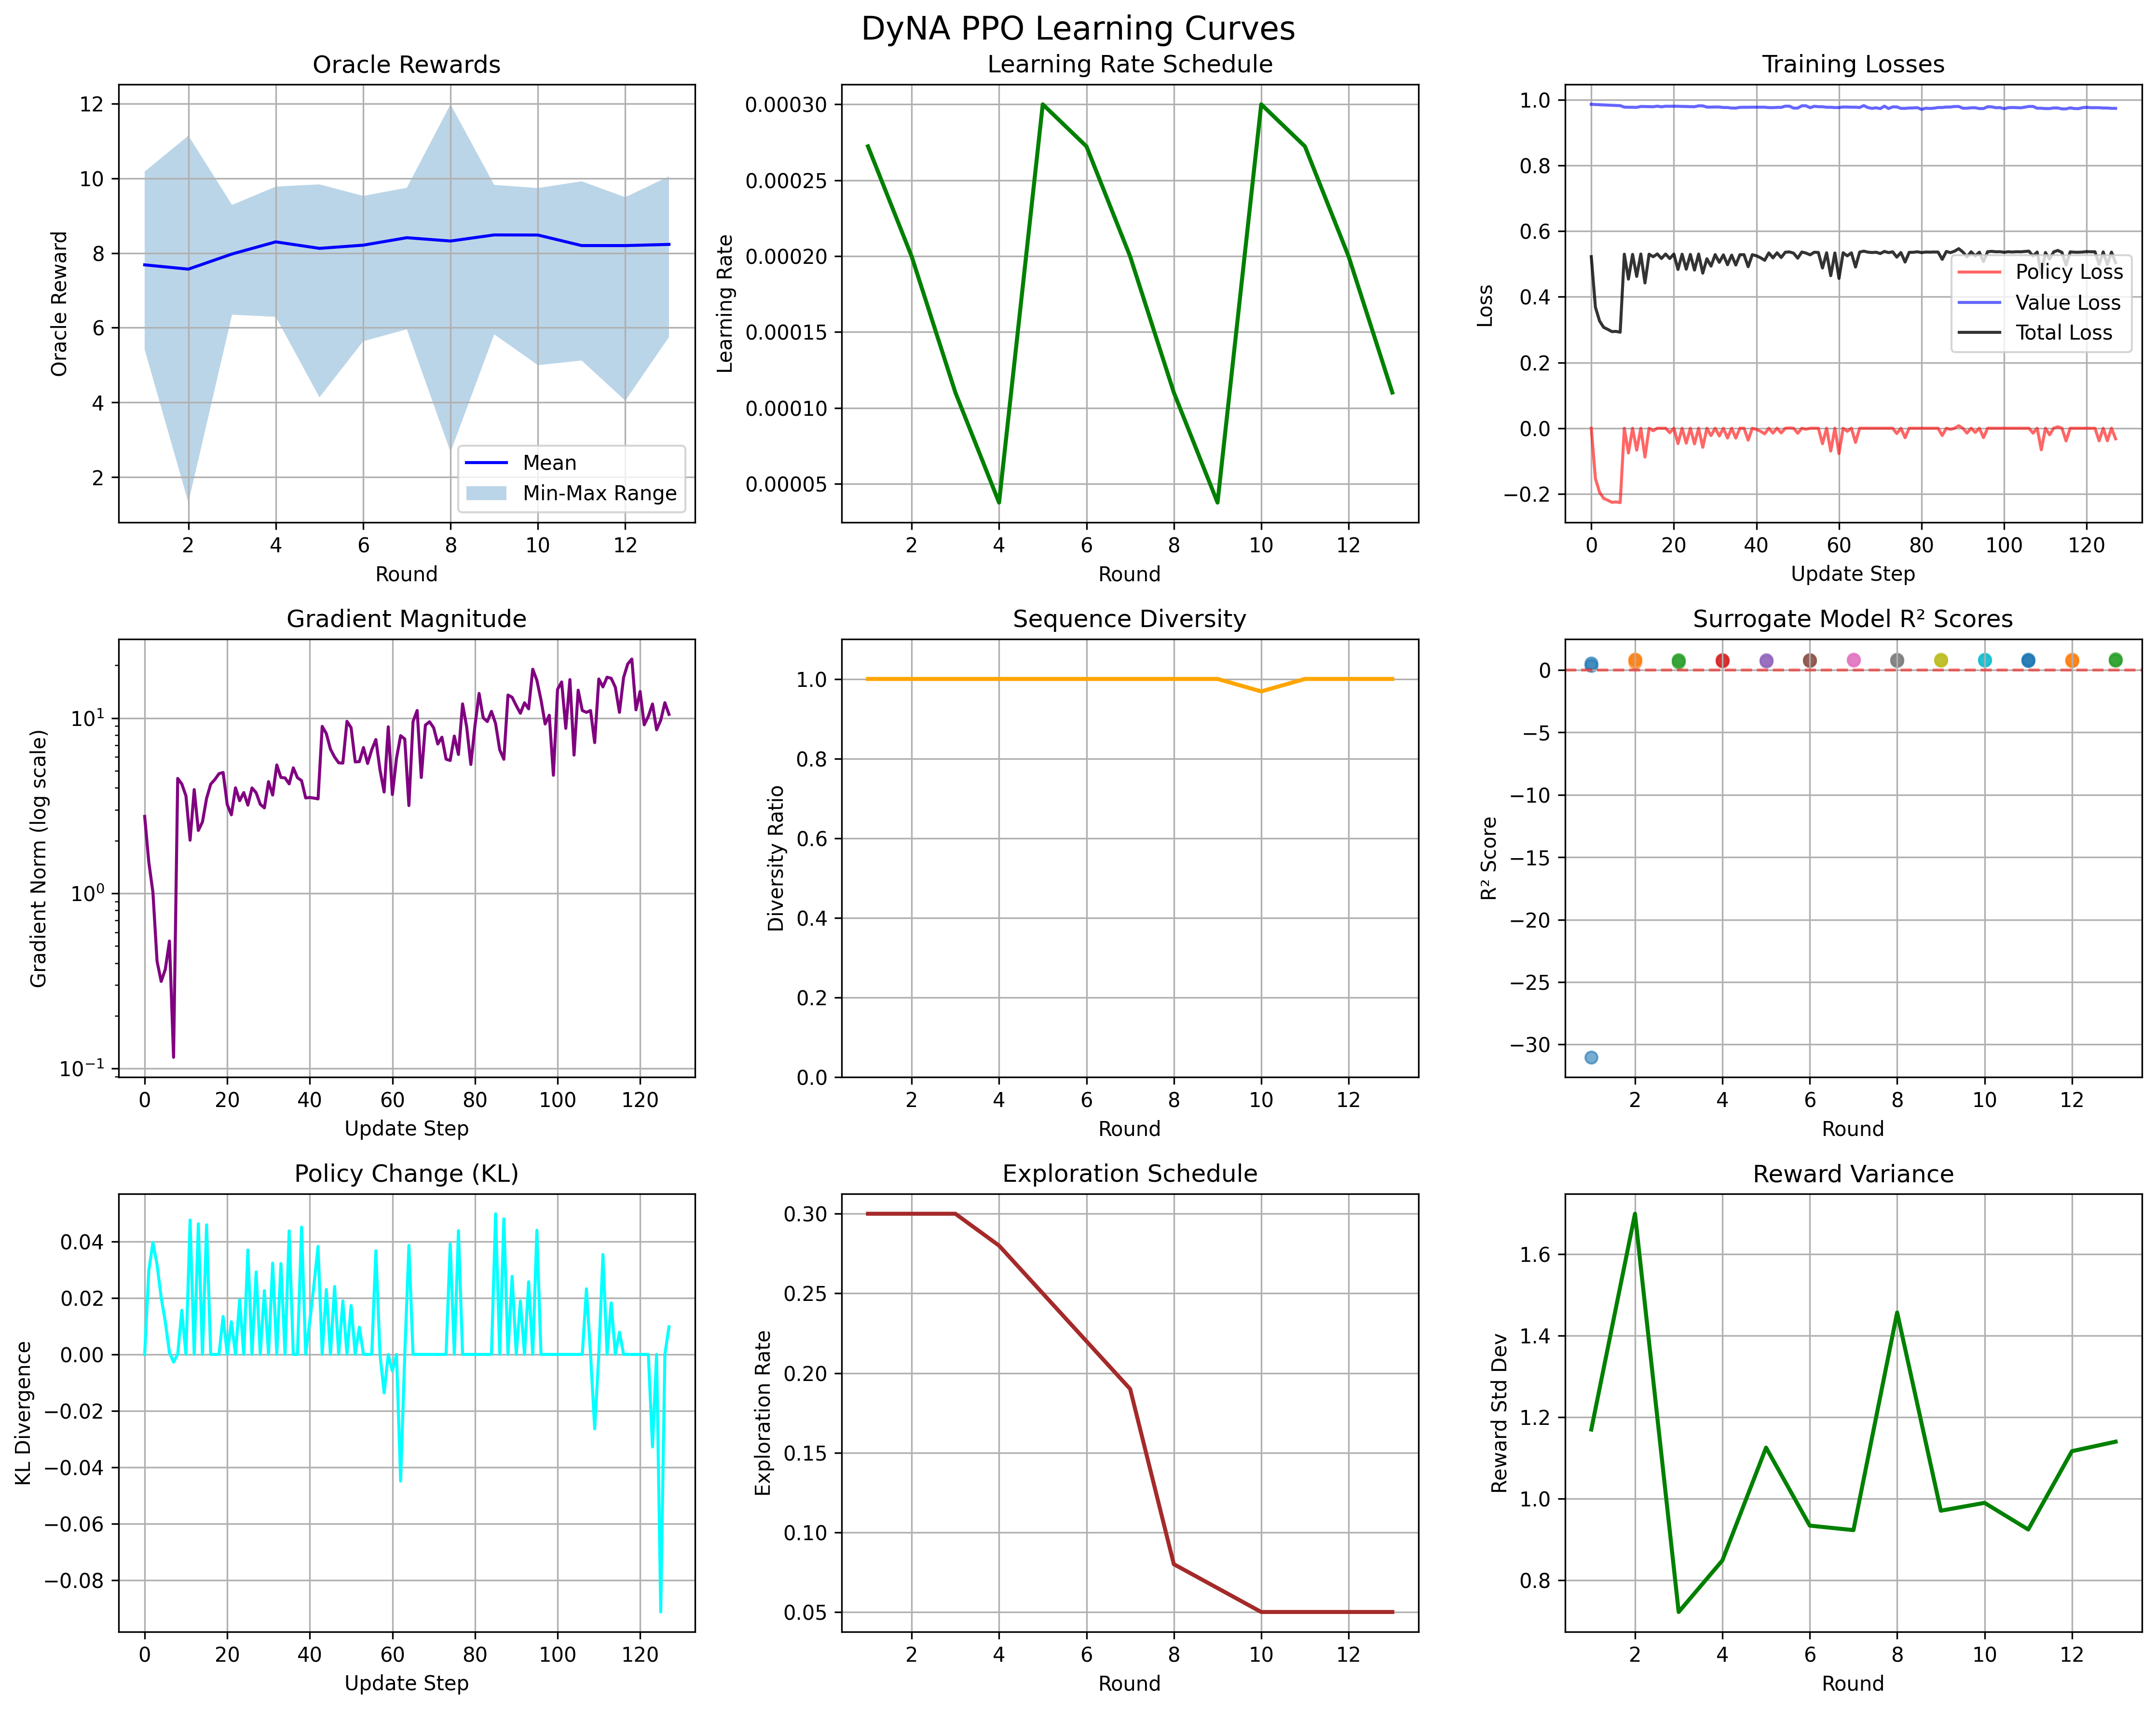 DyNA PPO Learning Curves
Oracle Rewards
12
10
8
6
4
2
Oracle Reward
Mean
Min-Max Range
2 4 6 8 10 12
Round
Learning Rate Schedule
0.00030
0.00025
0.00020
0.00015
0.00010
0.00005
Learning Rate
2 4 6 8 10 12
Round
Training Losses
1.0
0.8
0.6
0.4
0.2
0.0
−0.2
Loss
Policy Loss
Value Loss
Total Loss
0 20 40 60 80 100 120
Update Step
Gradient Magnitude
10¹
10⁰
10⁻¹
Gradient Norm (log scale)
0 20 40 60 80 100 120
Update Step
Sequence Diversity
1.0
0.8
0.6
0.4
0.2
0.0
Diversity Ratio
2 4 6 8 10 12
Round
Surrogate Model R² Scores
0
−5
−10
−15
−20
−25
−30
R² Score
2 4 6 8 10 12
Round
Policy Change (KL)
0.04
0.02
0.00
−0.02
−0.04
−0.06
−0.08
KL Divergence
0 20 40 60 80 100 120
Update Step
Exploration Schedule
0.30
0.25
0.20
0.15
0.10
0.05
Exploration Rate
2 4 6 8 10 12
Round
Reward Variance
1.6
1.4
1.2
1.0
0.8
Reward Std Dev
2 4 6 8 10 12
Round